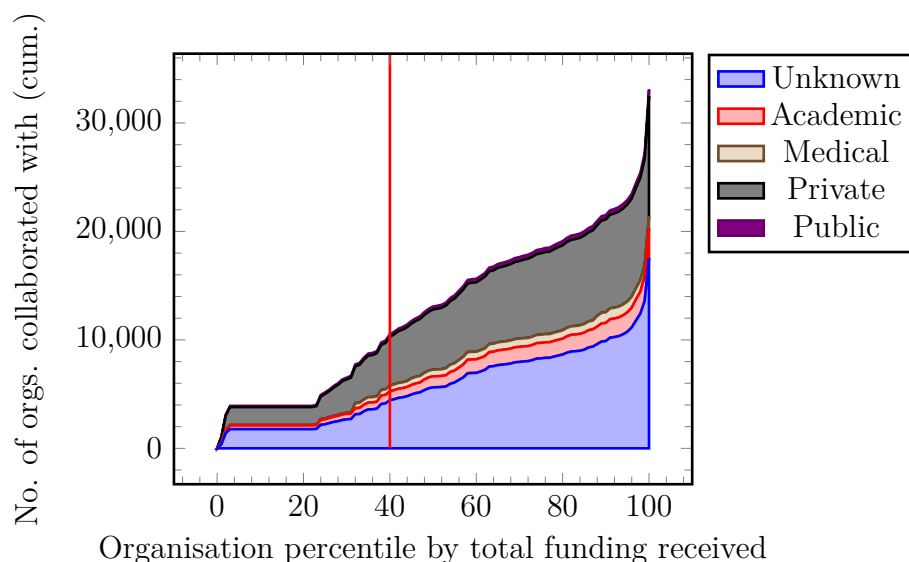 No. of orgs. collaborated with (cum.)
30,000
20,000
10,000
0
0 20 40 60 80 100
Organisation percentile by total funding received
Unknown
Academic
Medical
Private
Public